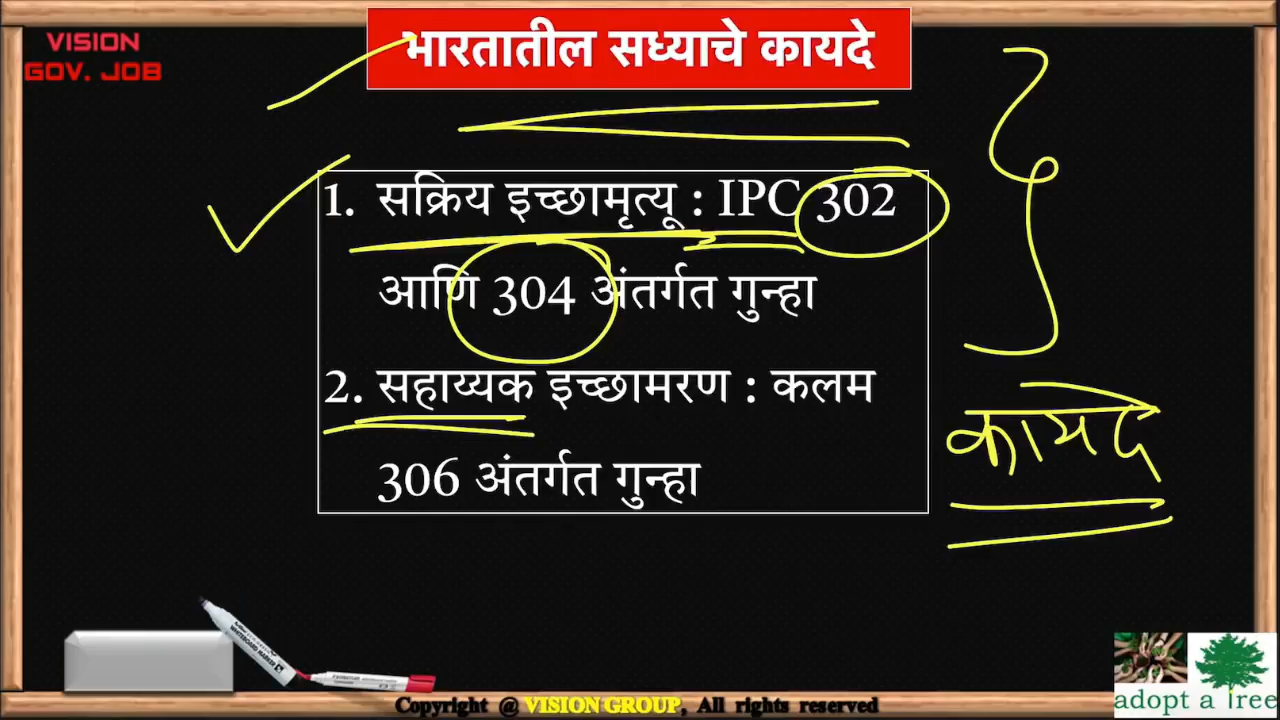 VISION
GOV. JOB
भारतातील सध्याचे कायदे
1. सक्रिय इच्छामृत्यू : IPC 302
आणि 304 अंतर्गत गुन्हा
2. सहाय्यक इच्छामरण : कलम
306 अंतर्गत गुन्हा
कायदे
Copyright @ VISION GROUP, All rights reserved
adopt a Tree